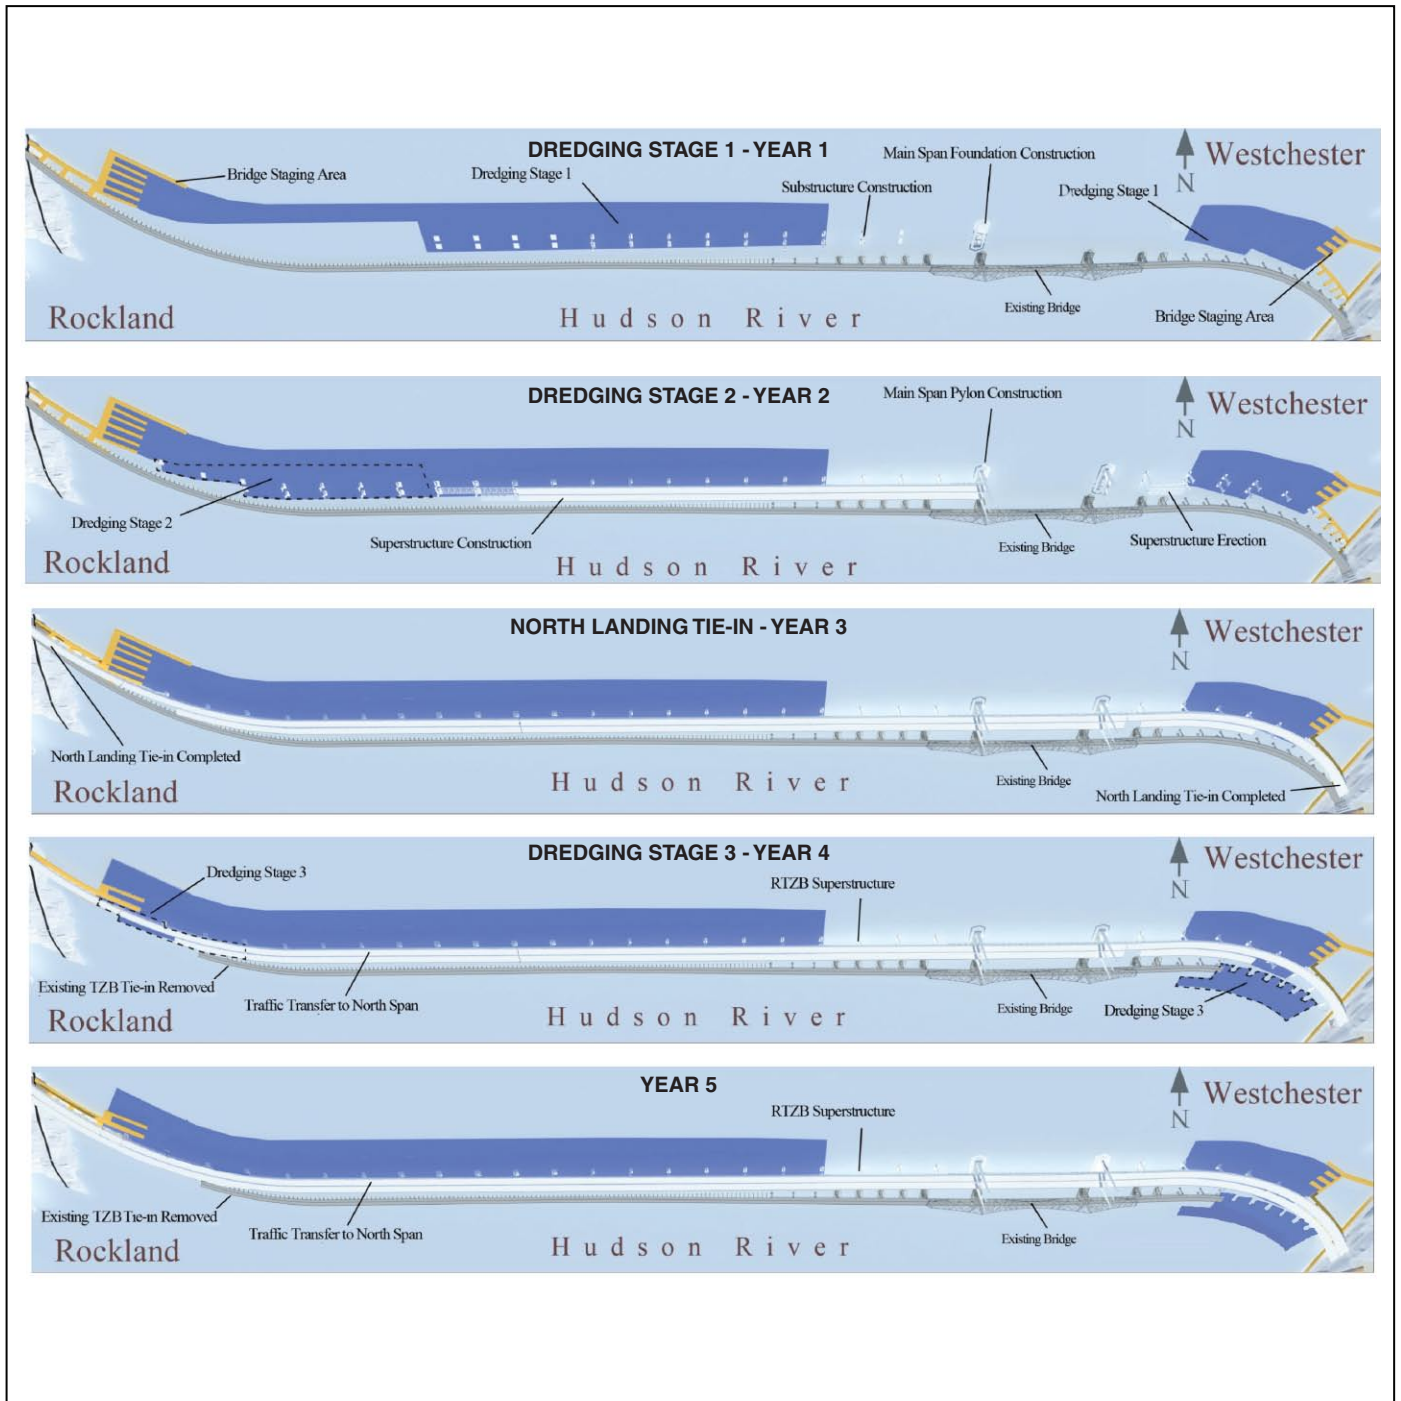 DREDGING STAGE 1 - YEAR 1
Main Span Foundation Construction
Westchester
Bridge Staging Area
Dredging Stage 1
Substructure Construction
Dredging Stage 1
N
Rockland
Hudson River
Existing Bridge
Bridge Staging Area
DREDGING STAGE 2 - YEAR 2
Main Span Pylon Construction
Westchester
N
Dredging Stage 2
Superstructure Construction
Existing Bridge
Superstructure Erection
Rockland
Hudson River
NORTH LANDING TIE-IN - YEAR 3
Westchester
N
North Landing Tie-in Completed
Rockland
Hudson River
Existing Bridge
North Landing Tie-in Completed
DREDGING STAGE 3 - YEAR 4
Westchester
Dredging Stage 3
RTZB Superstructure
N
Existing TZB Tie-in Removed
Traffic Transfer to North Span
Existing Bridge
Dredging Stage 3
Rockland
Hudson River
YEAR 5
Westchester
RTZB Superstructure
N
Existing TZB Tie-in Removed
Traffic Transfer to North Span
Existing Bridge
Rockland
Hudson River